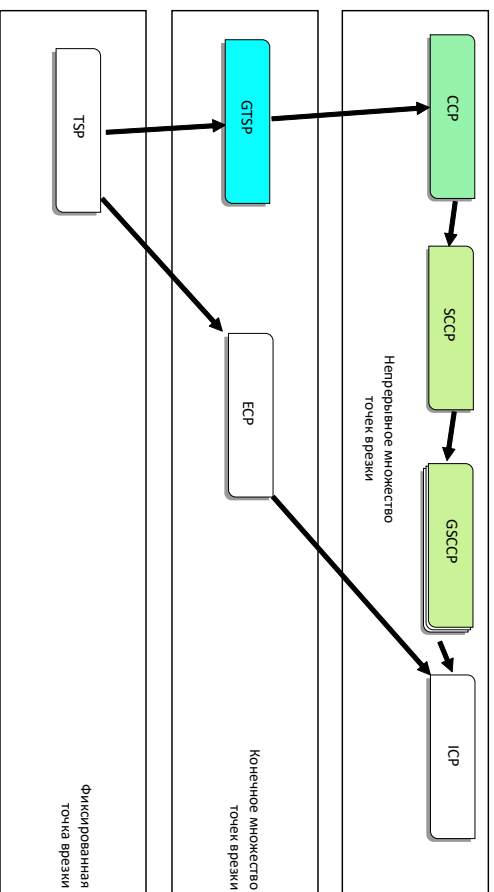 CCP
SCCP
GSCCP
ICP
Непрерывное множество
точек врезки
GTSP
ECP
Конечное множество
точек врезки
TSP
Фиксированная
точка врезки